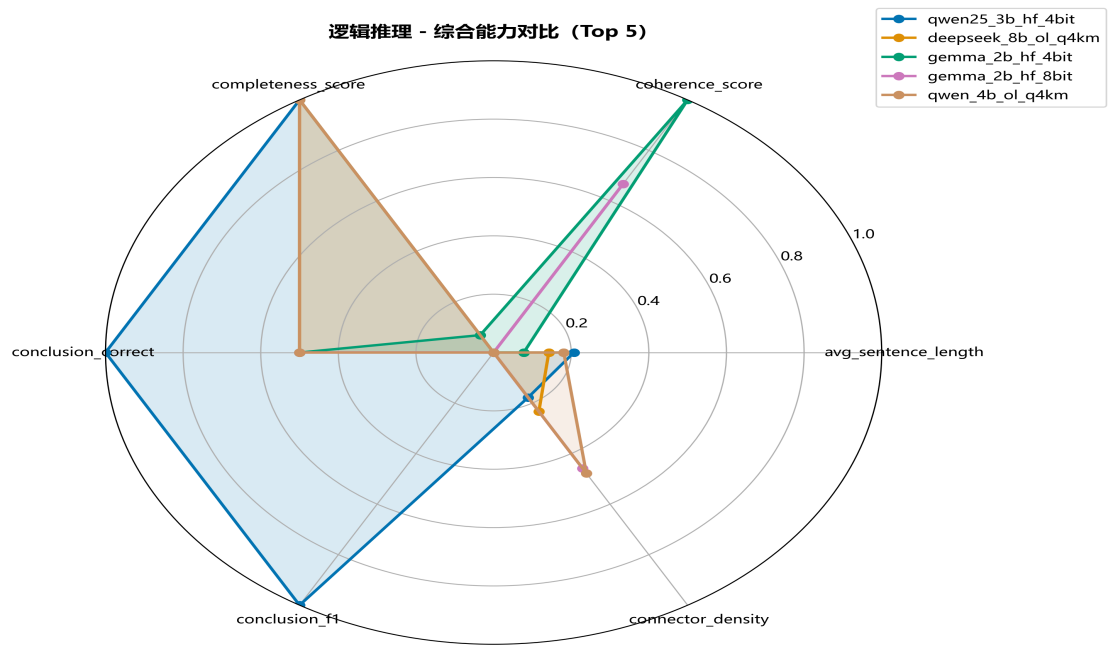 逻辑推理 - 综合能力对比 (Top 5)
qwen25_3b_hf_4bit
deepseek_8b_ol_q4km
gemma_2b_hf_4bit
gemma_2b_hf_8bit
qwen_4b_ol_q4km
completeness_score
coherence_score
1.0
0.8
0.6
0.4
0.2
conclusion_correct
avg_sentence_length
conclusion_f1
connector_density